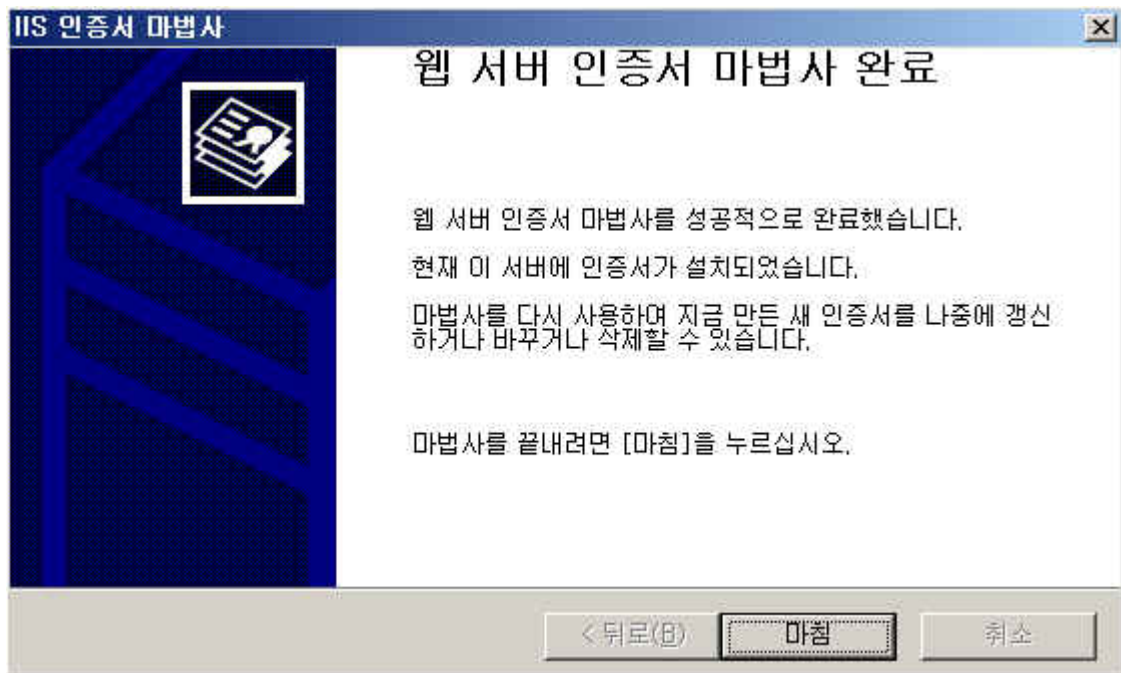 IIS 인증서 마법사
웹 서버 인증서 마법사 완료
웹 서버 인증서 마법사를 성공적으로 완료했습니다.
현재 이 서버에 인증서가 설치되었습니다.
마법사를 다시 사용하여 지금 만든 새 인증서를 나중에 갱신
하거나 바꾸거나 삭제할 수 있습니다.
마법사를 끝내려면 [마침]을 누르십시오.
< 뒤로(B) 마침 취소